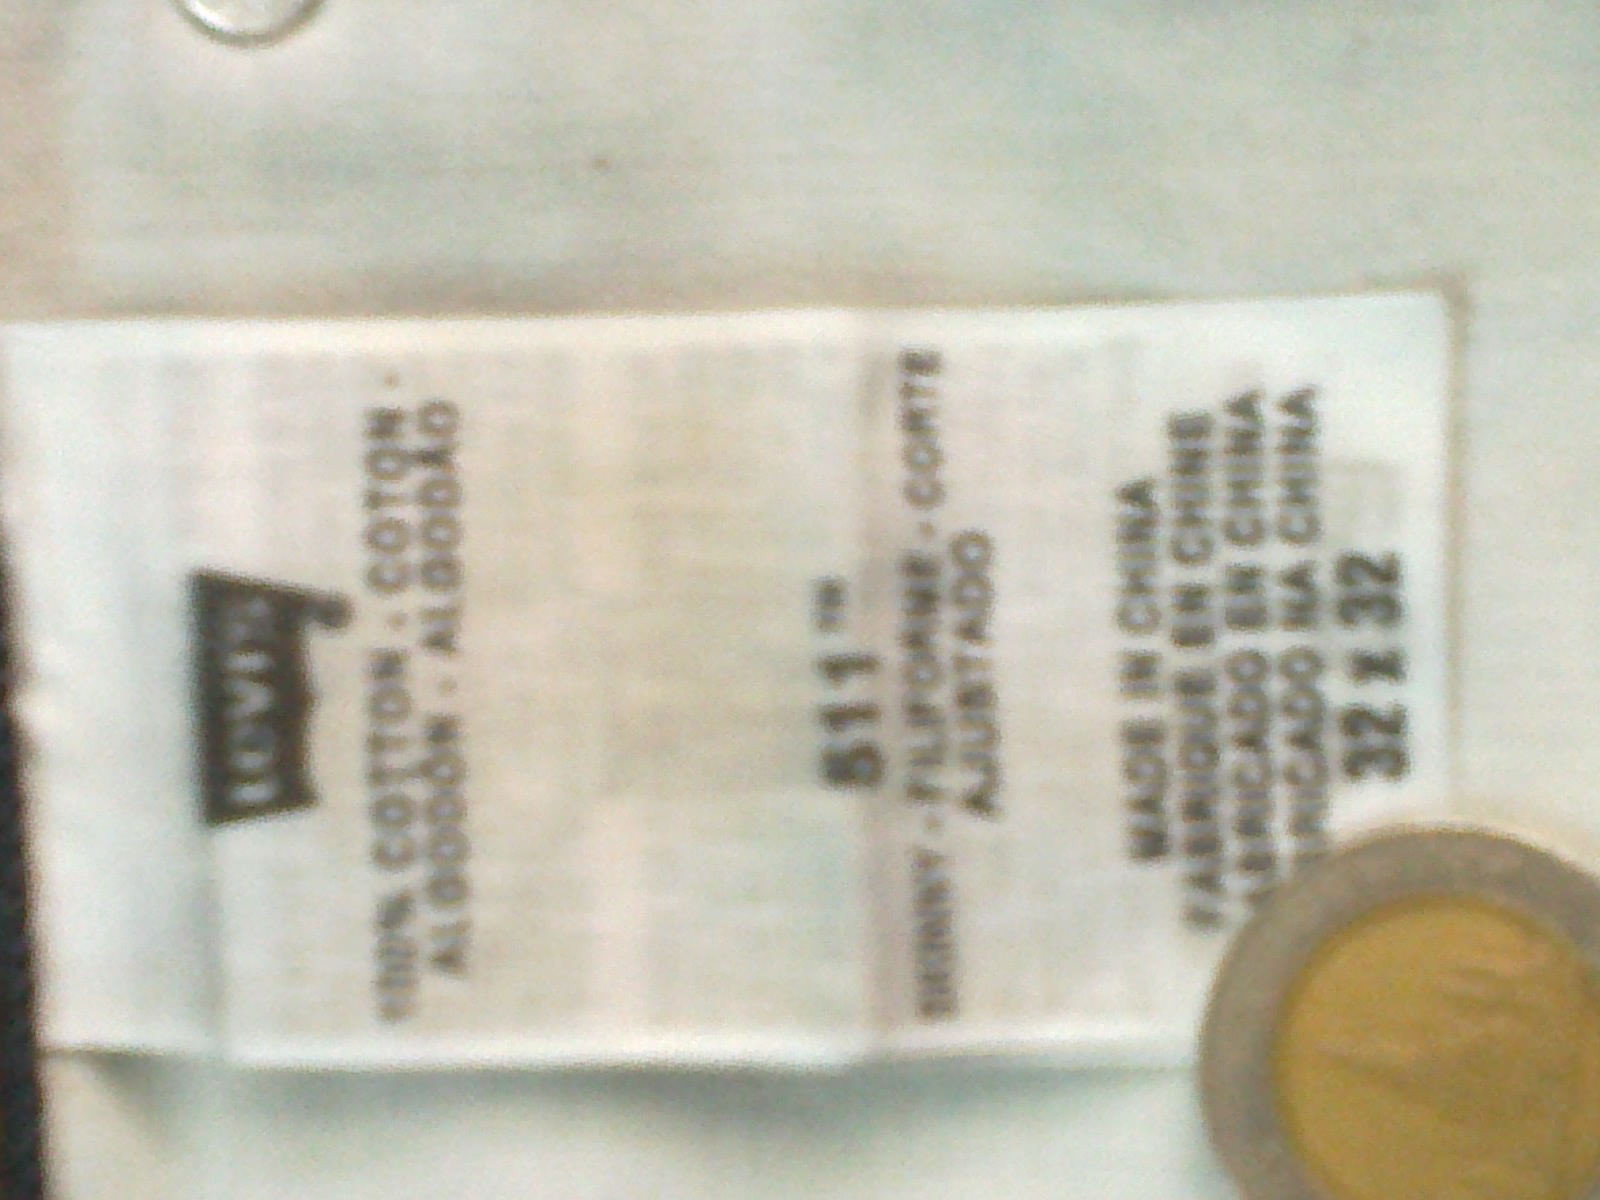 LEVI'S
100% COTTON - COTON -
ALGODÓN - ALGODÃO
511™
SKINNY - FILIFORME - CORTE
AJUSTADO
MADE IN CHINA
FABRIQUÉ EN CHINE
FABRICADO EN CHINA
RICADO NA CHINA
32 x 32